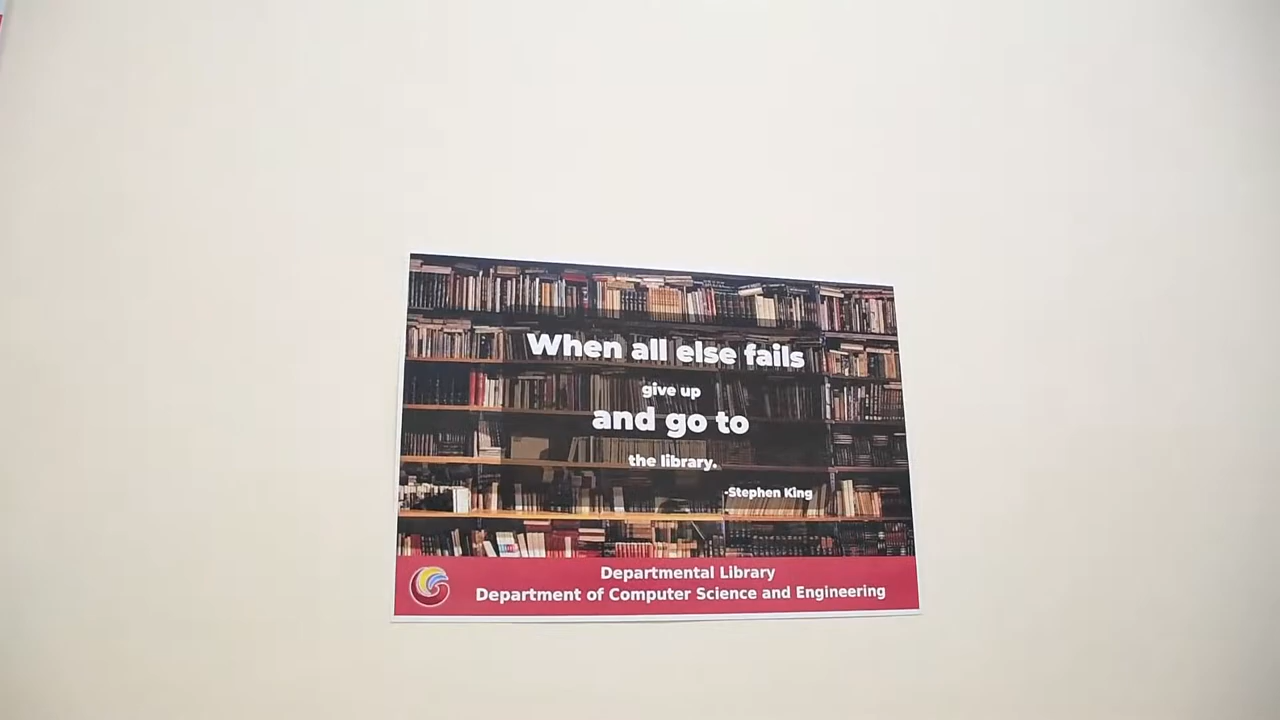 When all else fails
give up
and go to
the library.
-Stephen King
Departmental Library
Department of Computer Science and Engineering